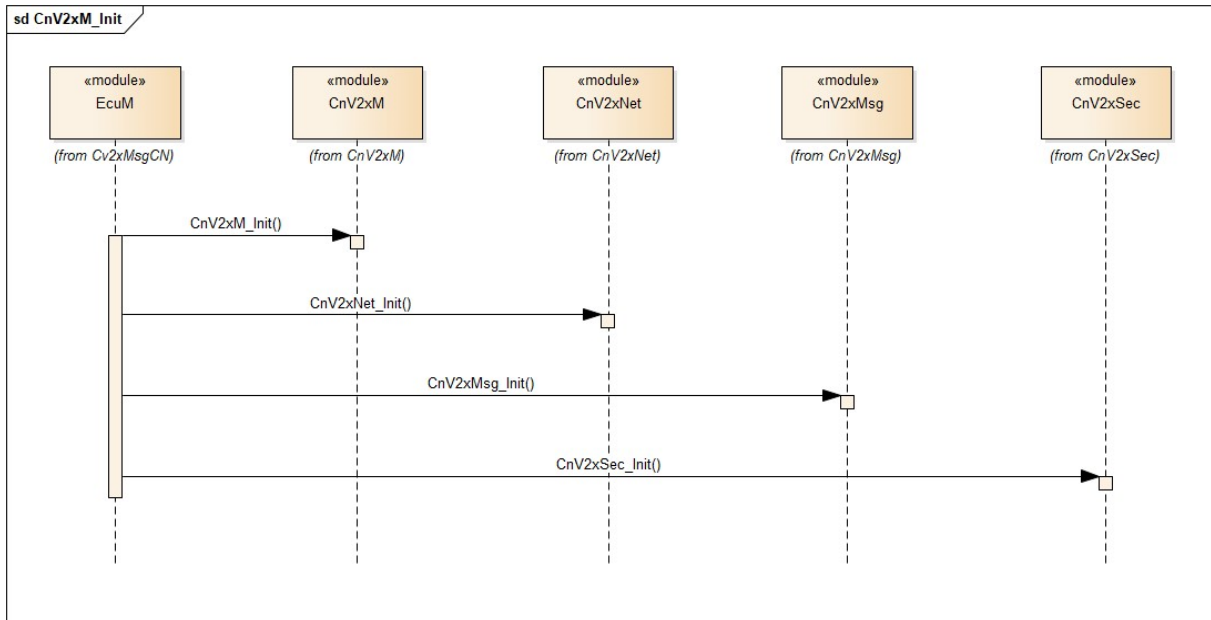 sd CnV2xM_Init
«module»
EcuM
(from Cv2xMsgCN)
«module»
CnV2xM
(from CnV2xM)
«module»
CnV2xNet
(from CnV2xNet)
«module»
CnV2xMsg
(from CnV2xMsg)
«module»
CnV2xSec
(from CnV2xSec)
CnV2xM_Init()
CnV2xNet_Init()
CnV2xMsg_Init()
CnV2xSec_Init()